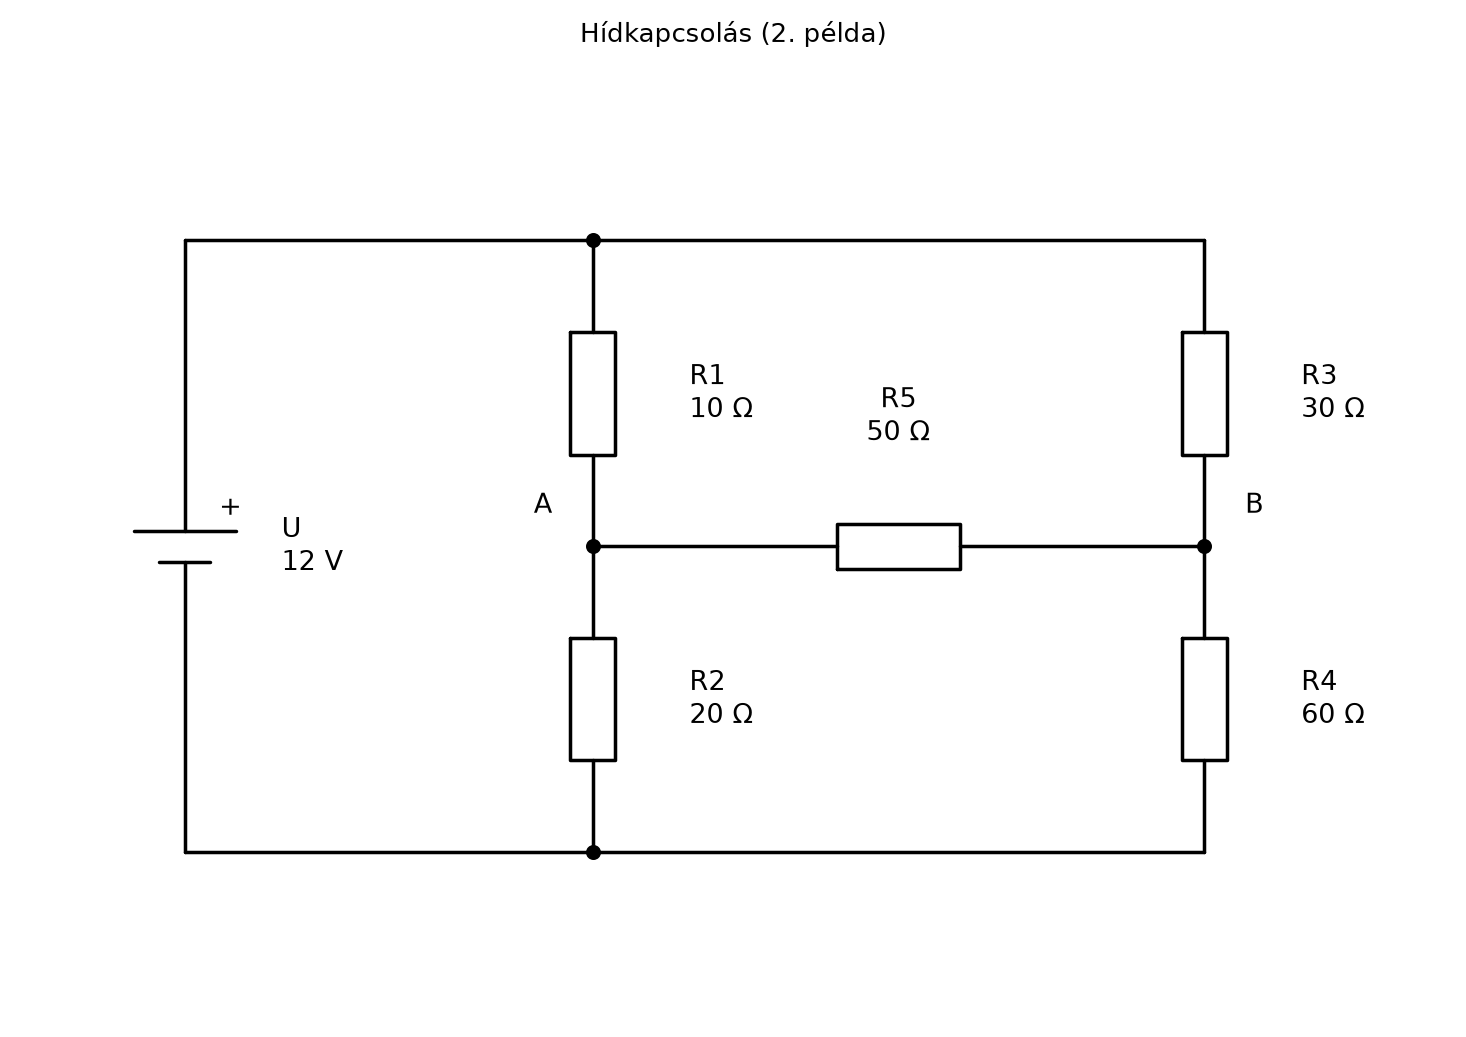 Hídkapcsolás (2. példa)
R1
10 Ω
R5
50 Ω
R3
30 Ω
A
B
+
U
12 V
R2
20 Ω
R4
60 Ω